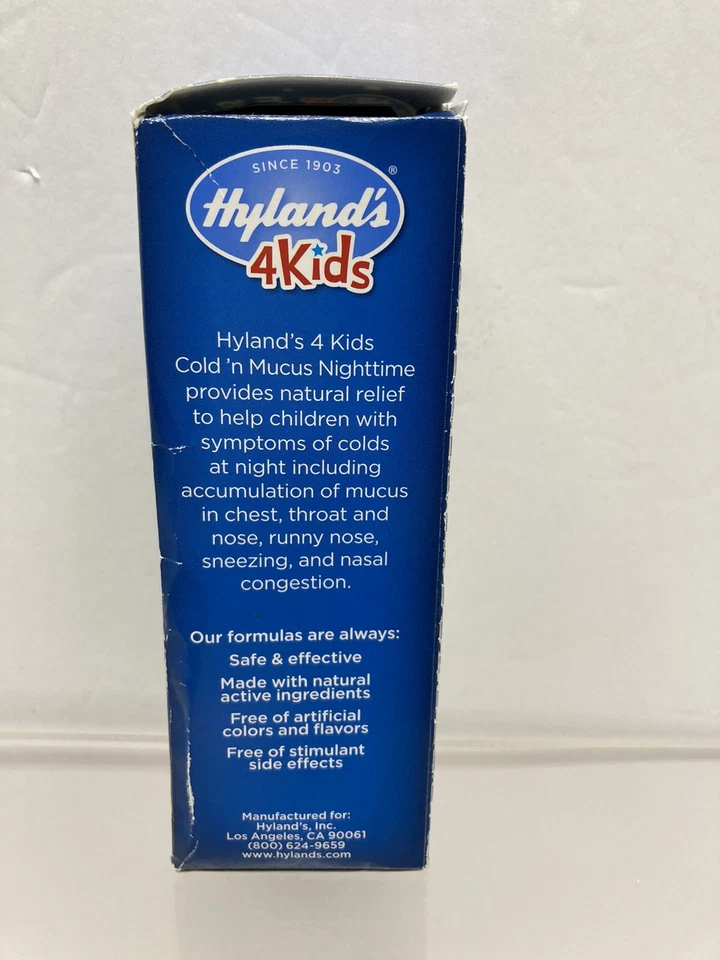 SINCE 1903
Hyland's®
4Kids
Hyland's 4 Kids
Cold 'n Mucus Nighttime
provides natural relief
to help children with
symptoms of colds
at night including
accumulation of mucus
in chest, throat and
nose, runny nose,
sneezing, and nasal
congestion.
Our formulas are always:
Safe & effective
Made with natural
active ingredients
Free of artificial
colors and flavors
Free of stimulant
side effects
Manufactured for:
Hyland's, Inc.
Los Angeles, CA 90061
(800) 624-9659
www.hylands.com